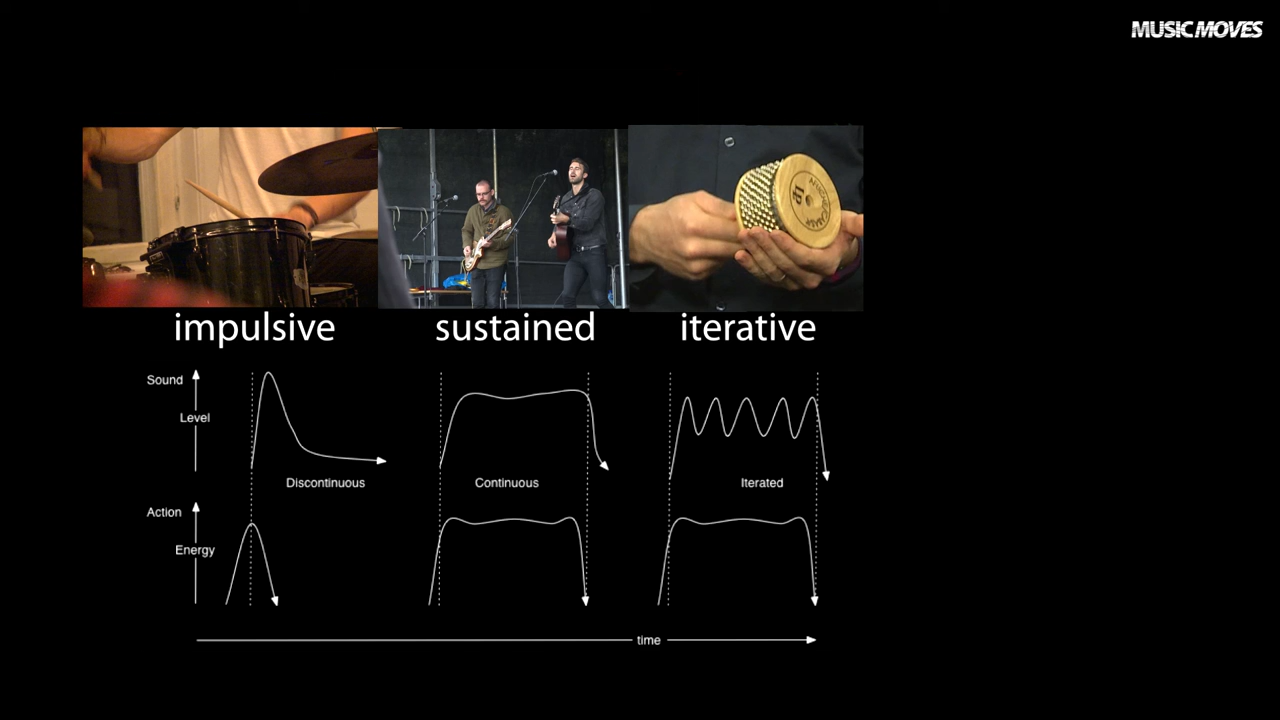 MUSIC MOVES
impulsive sustained iterative
Sound
Level
Discontinuous Continuous Iterated
Action
Energy
time